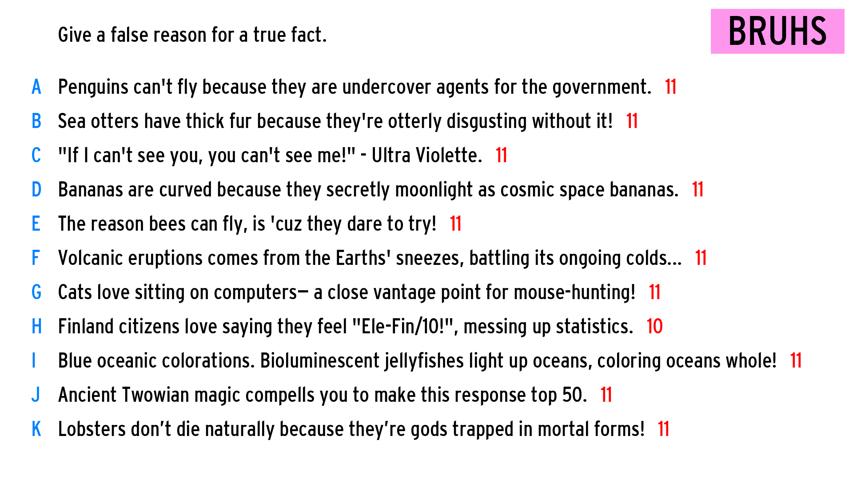 Give a false reason for a true fact.
BRUHS
A Penguins can't fly because they are undercover agents for the government. 11
B Sea otters have thick fur because they're otterly disgusting without it! 11
C "If I can't see you, you can't see me!" - Ultra Violette. 11
D Bananas are curved because they secretly moonlight as cosmic space bananas. 11
E The reason bees can fly, is 'cuz they dare to try! 11
F Volcanic eruptions comes from the Earths' sneezes, battling its ongoing colds... 11
G Cats love sitting on computers— a close vantage point for mouse-hunting! 11
H Finland citizens love saying they feel "Ele-Fin/10!", messing up statistics. 10
I Blue oceanic colorations. Bioluminescent jellyfishes light up oceans, coloring oceans whole! 11
J Ancient Twowian magic compells you to make this response top 50. 11
K Lobsters don’t die naturally because they’re gods trapped in mortal forms! 11